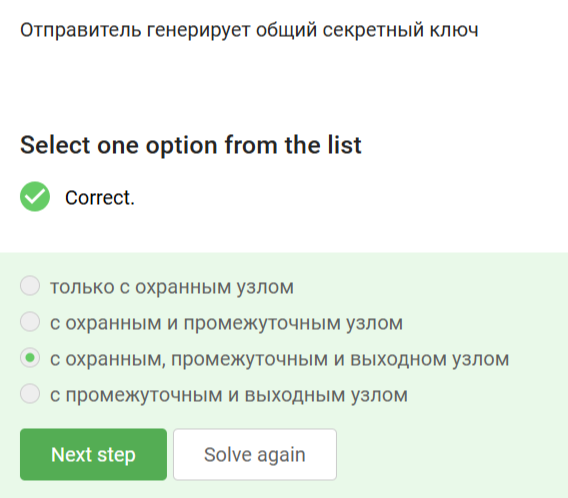 Отправитель генерирует общий секретный ключ
Select one option from the list
Correct.
только с охранным узлом
с охранным и промежуточным узлом
с охранным, промежуточным и выходном узлом
с промежуточным и выходным узлом
Next step
Solve again